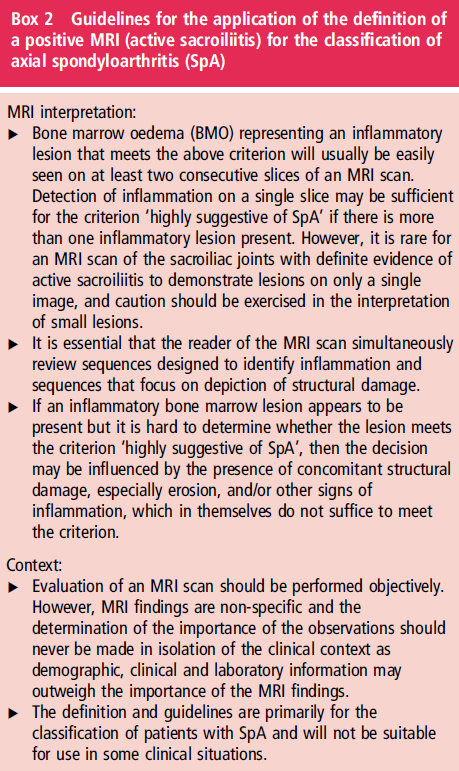 Box 2 Guidelines for the application of the definition of
a positive MRI (active sacroiliitis) for the classification of
axial spondyloarthritis (SpA)
MRI interpretation:
▶ Bone marrow oedema (BMO) representing an inflammatory
lesion that meets the above criterion will usually be easily
seen on at least two consecutive slices of an MRI scan.
Detection of inflammation on a single slice may be sufficient
for the criterion ‘highly suggestive of SpA’ if there is more
than one inflammatory lesion present. However, it is rare for
an MRI scan of the sacroiliac joints with definite evidence of
active sacroiliitis to demonstrate lesions on only a single
image, and caution should be exercised in the interpretation
of small lesions.
▶ It is essential that the reader of the MRI scan simultaneously
review sequences designed to identify inflammation and
sequences that focus on depiction of structural damage.
▶ If an inflammatory bone marrow lesion appears to be
present but it is hard to determine whether the lesion meets
the criterion ‘highly suggestive of SpA’, then the decision
may be influenced by the presence of concomitant structural
damage, especially erosion, and/or other signs of
inflammation, which in themselves do not suffice to meet
the criterion.
Context:
▶ Evaluation of an MRI scan should be performed objectively.
However, MRI findings are non-specific and the
determination of the importance of the observations should
never be made in isolation of the clinical context as
demographic, clinical and laboratory information may
outweigh the importance of the MRI findings.
▶ The definition and guidelines are primarily for the
classification of patients with SpA and will not be suitable
for use in some clinical situations.